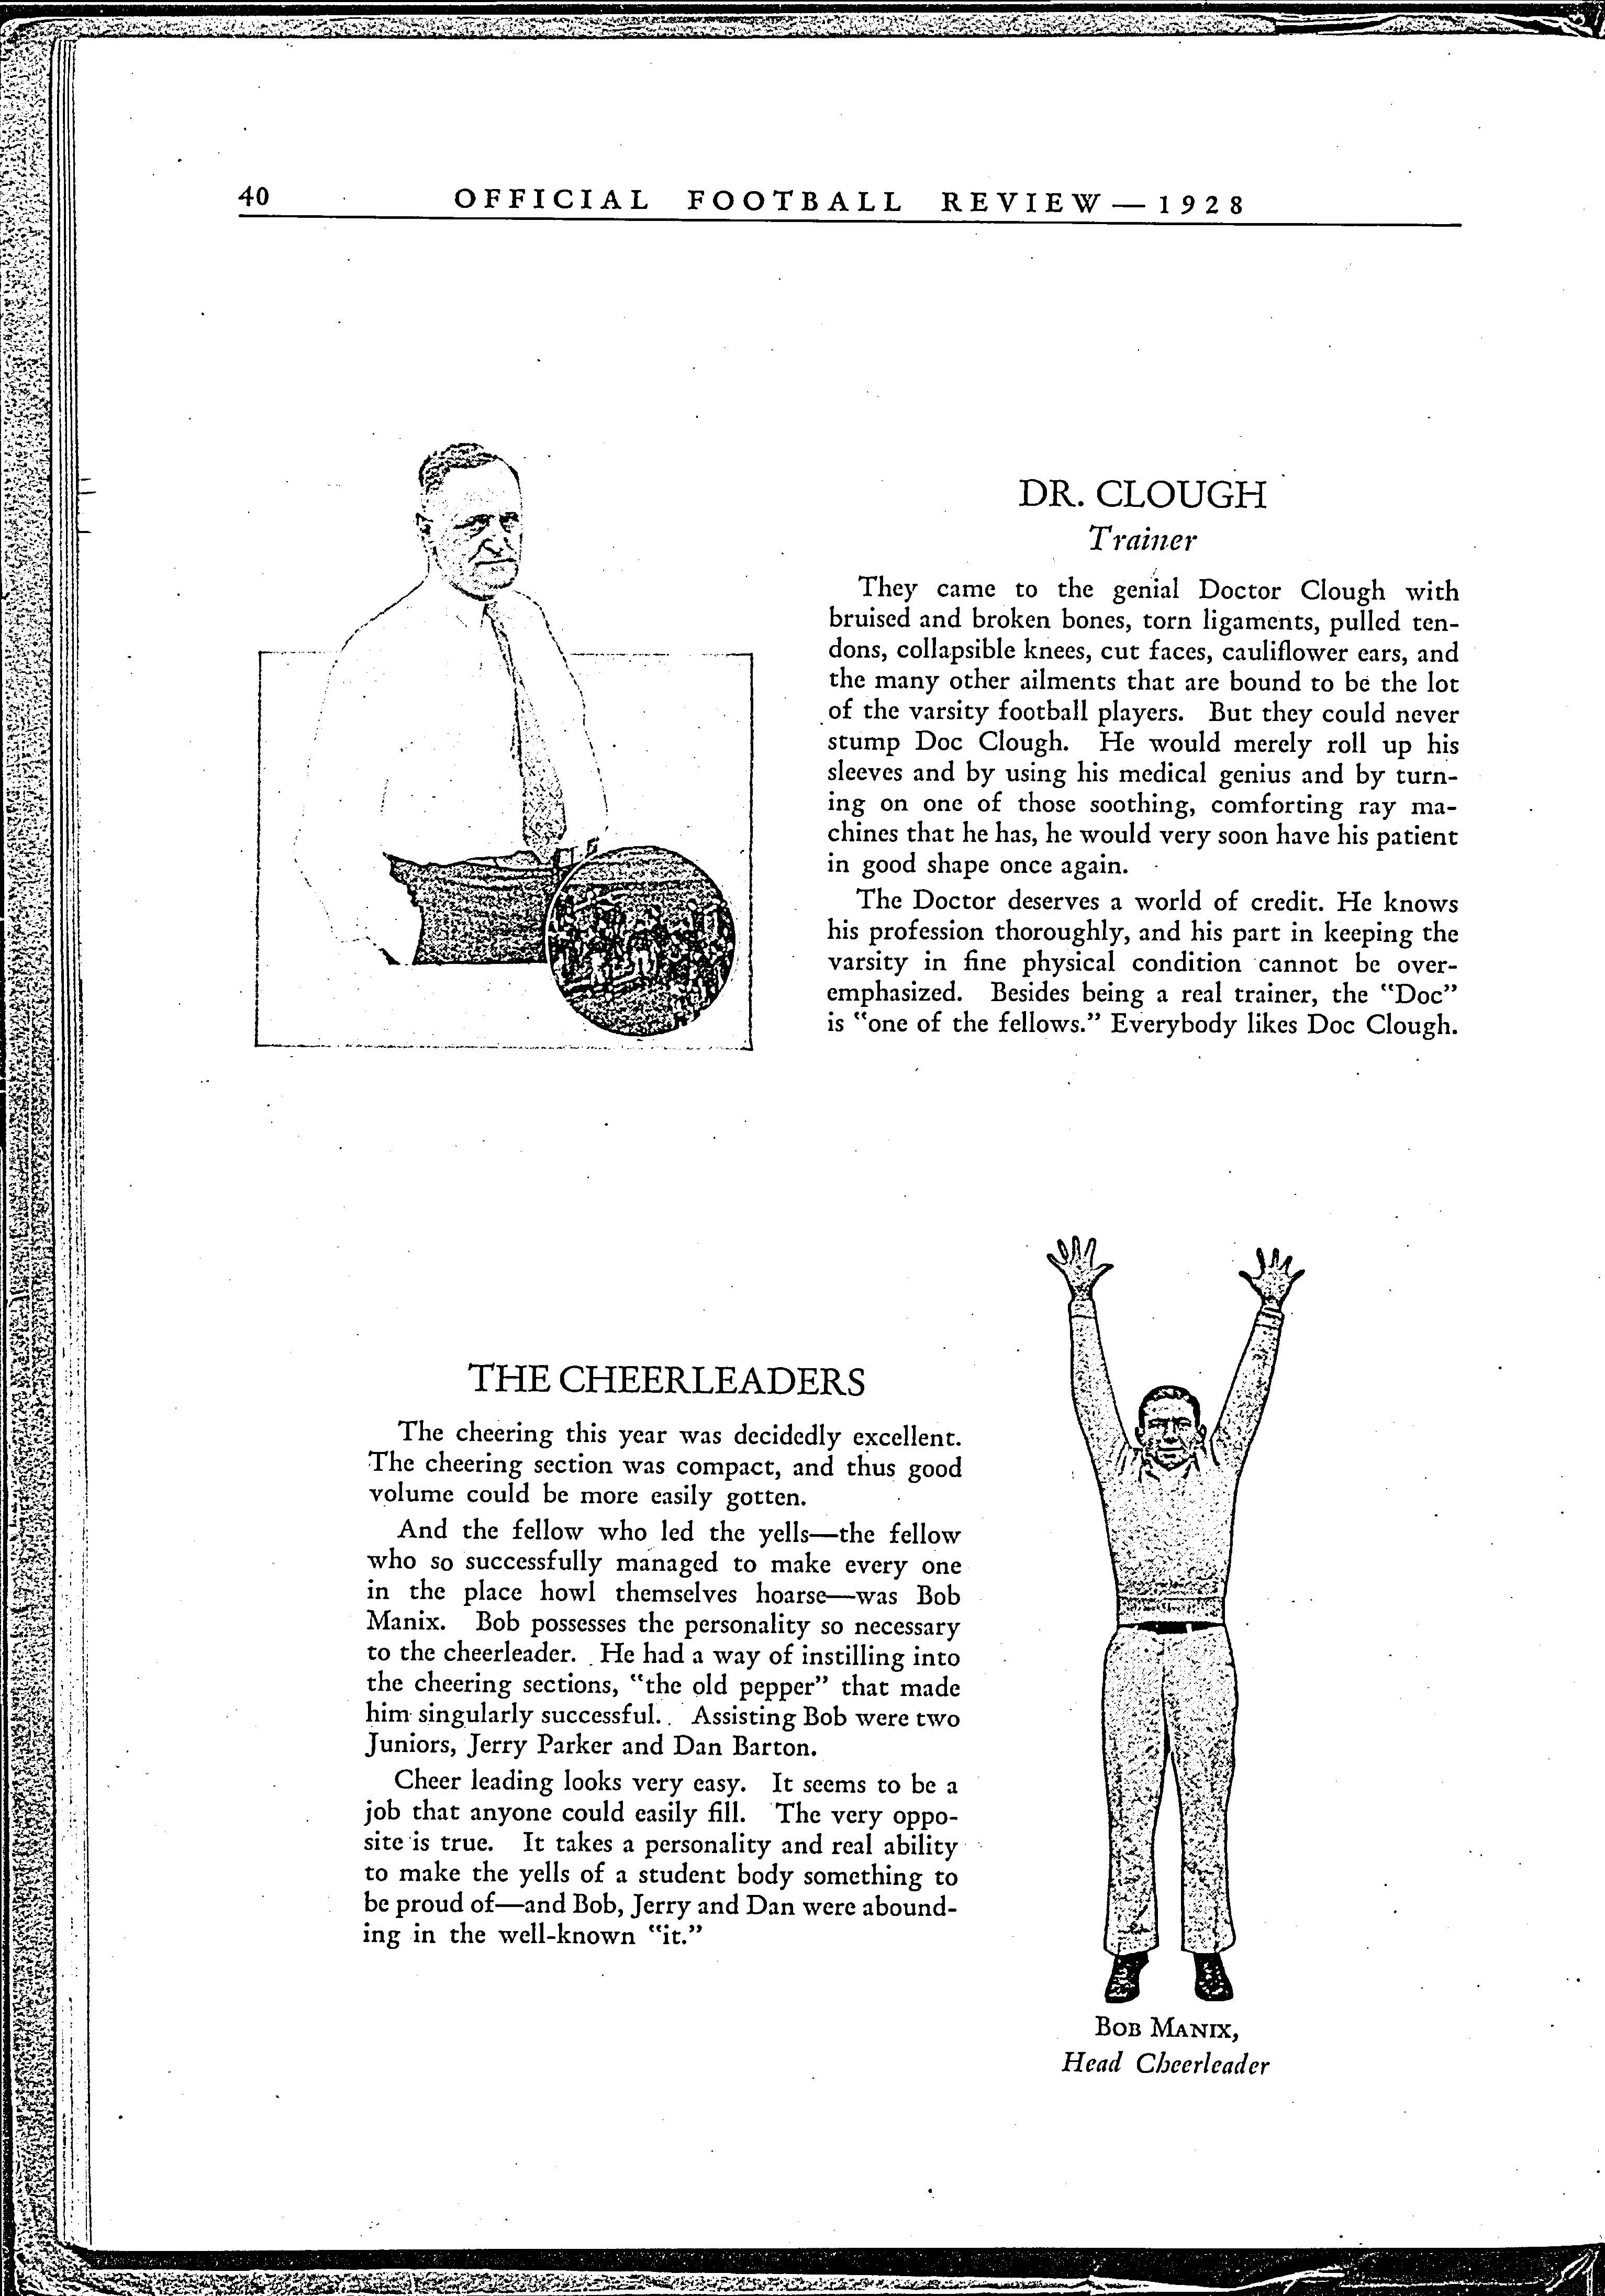 40 OFFICIAL FOOTBALL REVIEW — 1928
DR. CLOUGH
Trainer
They came to the genial Doctor Clough with
bruised and broken bones, torn ligaments, pulled ten-
dons, collapsible knees, cut faces, cauliflower ears, and
the many other ailments that are bound to be the lot
of the varsity football players. But they could never
stump Doc Clough. He would merely roll up his
sleeves and by using his medical genius and by turn-
ing on one of those soothing, comforting ray ma-
chines that he has, he would very soon have his patient
in good shape once again.
The Doctor deserves a world of credit. He knows
his profession thoroughly, and his part in keeping the
varsity in fine physical condition cannot be over-
emphasized. Besides being a real trainer, the "Doc"
is "one of the fellows." Everybody likes Doc Clough.
THE CHEERLEADERS
The cheering this year was decidedly excellent.
The cheering section was compact, and thus good
volume could be more easily gotten.
And the fellow who led the yells—the fellow
who so successfully managed to make every one
in the place howl themselves hoarse—was Bob
Manix. Bob possesses the personality so necessary
to the cheerleader. He had a way of instilling into
the cheering sections, "the old pepper" that made
him singularly successful. Assisting Bob were two
Juniors, Jerry Parker and Dan Barton.
Cheer leading looks very easy. It seems to be a
job that anyone could easily fill. The very oppo-
site is true. It takes a personality and real ability
to make the yells of a student body something to
be proud of—and Bob, Jerry and Dan were abound-
ing in the well-known "it."
BOB MANIX,
Head Cheerleader